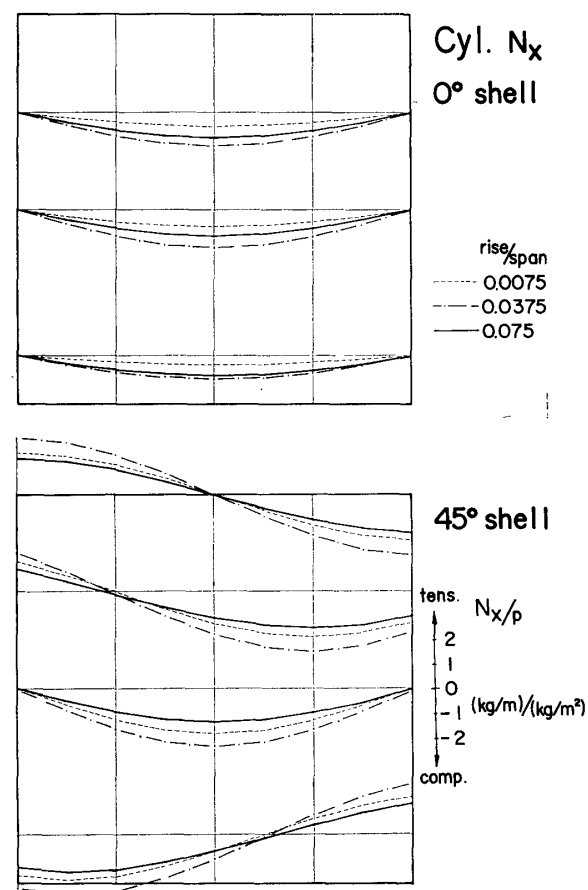 Cyl. Nx
0° shell
rise/span
0.0075
0.0375
0.075
45° shell
tens.
Nx/p
2
1
0
-1
-2
(kg/m)/(kg/m²)
comp.